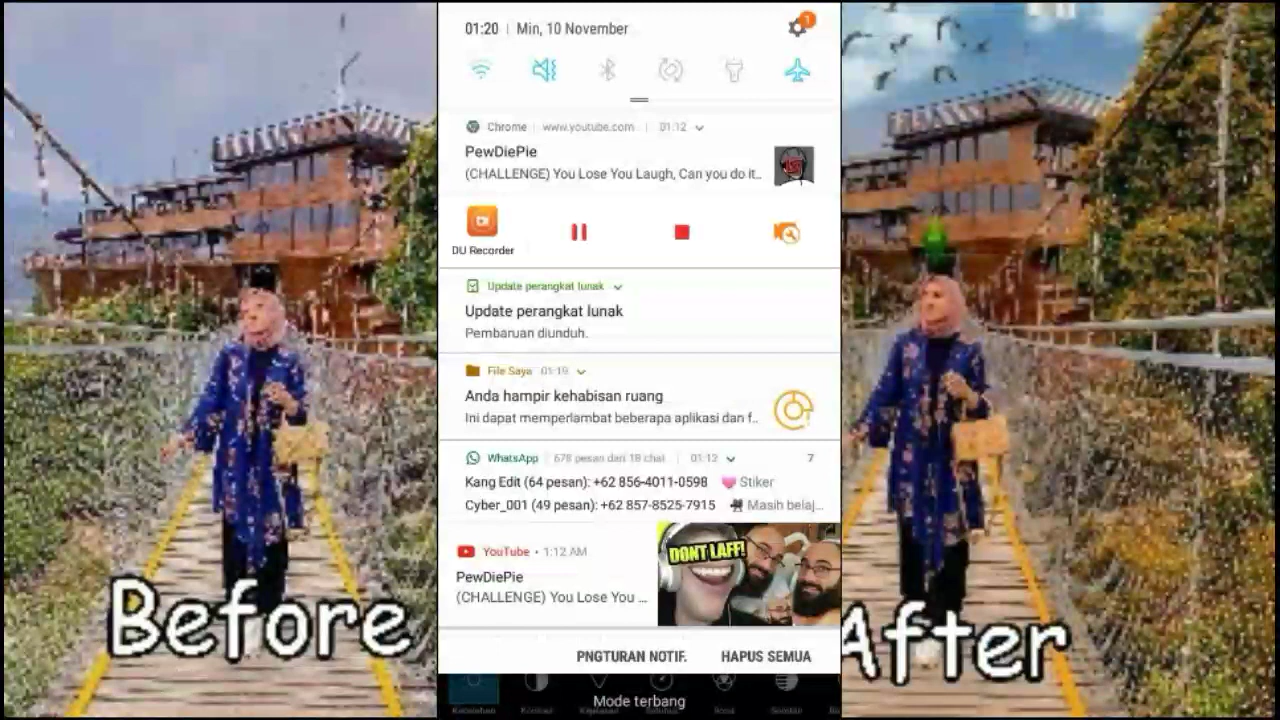 01:20 | Min, 10 November
1
Chrome | www.youtube.com | 01:12
PewDiePie
(CHALLENGE) You Lose You Laugh, Can you do it..
DU Recorder
Update perangkat lunak
Update perangkat lunak
Pembaruan diunduh.
File Saya 01:19
Anda hampir kehabisan ruang
Ini dapat memperlambat beberapa aplikasi dan f..
WhatsApp | 678 pesan dari 18 chat | 01:12 7
Kang Edit (64 pesan): +62 856-4011-0598 Stiker
Cyber_001 (49 pesan): +62 857-8525-7915 Masih belaj...
YouTube • 1:12 AM
PewDiePie
(CHALLENGE) You Lose You ...
DONT LAFF!
PNGTURAN NOTIF. HAPUS SEMUA
Mode terbang
Before
After